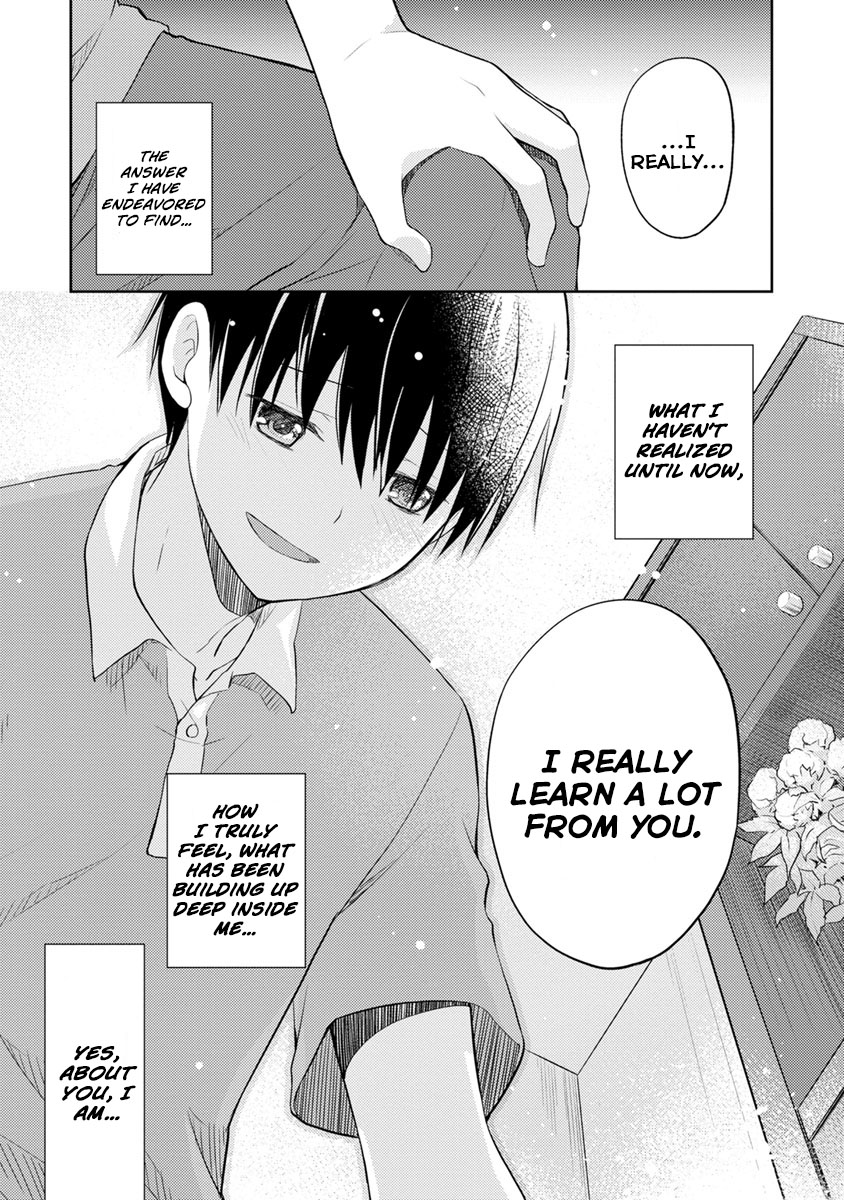 ...I
REALLY...
THE
ANSWER
I HAVE
ENDEAVORED
TO FIND...
WHAT I
HAVEN'T
REALIZED
UNTIL NOW,
I REALLY
LEARN A LOT
FROM YOU.
HOW
I TRULY
FEEL, WHAT
HAS BEEN
BUILDING UP
DEEP INSIDE
ME...
YES,
ABOUT
YOU, I
AM...